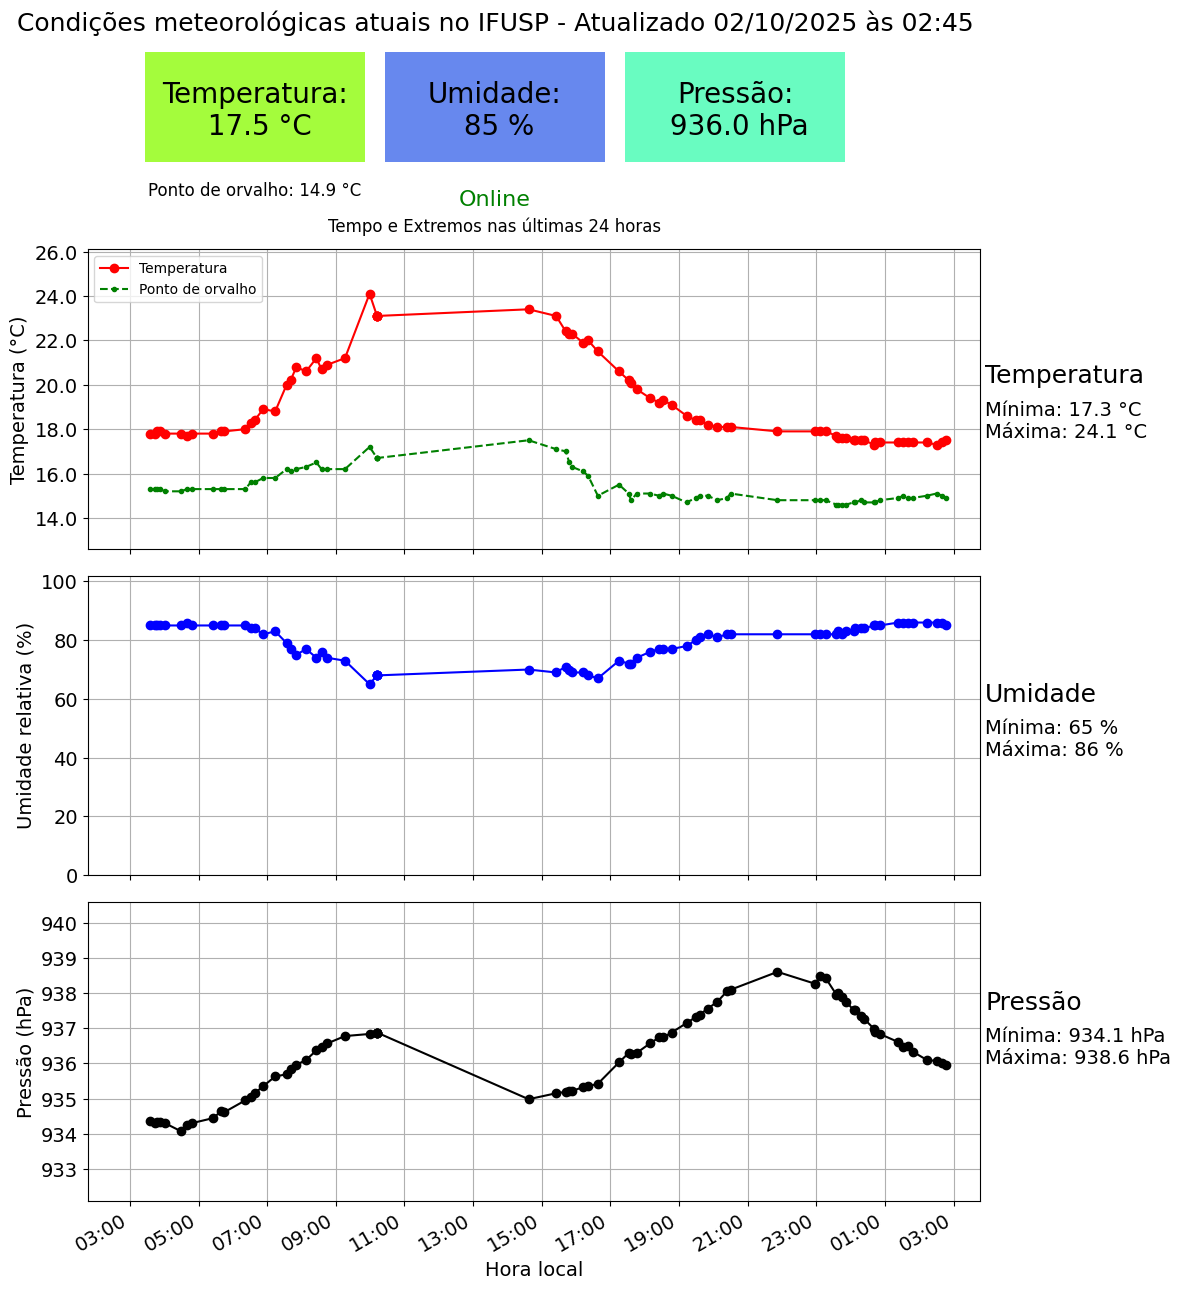 Condições meteorológicas atuais no IFUSP - Atualizado 02/10/2025 às 02:45
Temperatura:
17.5 °C
Umidade:
85 %
Pressão:
936.0 hPa
Ponto de orvalho: 14.9 °C
Online
Tempo e Extremos nas últimas 24 horas
Temperatura (°C)
26.0
24.0
22.0
20.0
18.0
16.0
14.0
Temperatura
Ponto de orvalho
Temperatura
Mínima: 17.3 °C
Máxima: 24.1 °C
Umidade relativa (%)
100
80
60
40
20
0
Umidade
Mínima: 65 %
Máxima: 86 %
Pressão (hPa)
940
939
938
937
936
935
934
933
Pressão
Mínima: 934.1 hPa
Máxima: 938.6 hPa
03:00 05:00 07:00 09:00 11:00 13:00 15:00 17:00 19:00 21:00 23:00 01:00 03:00
Hora local